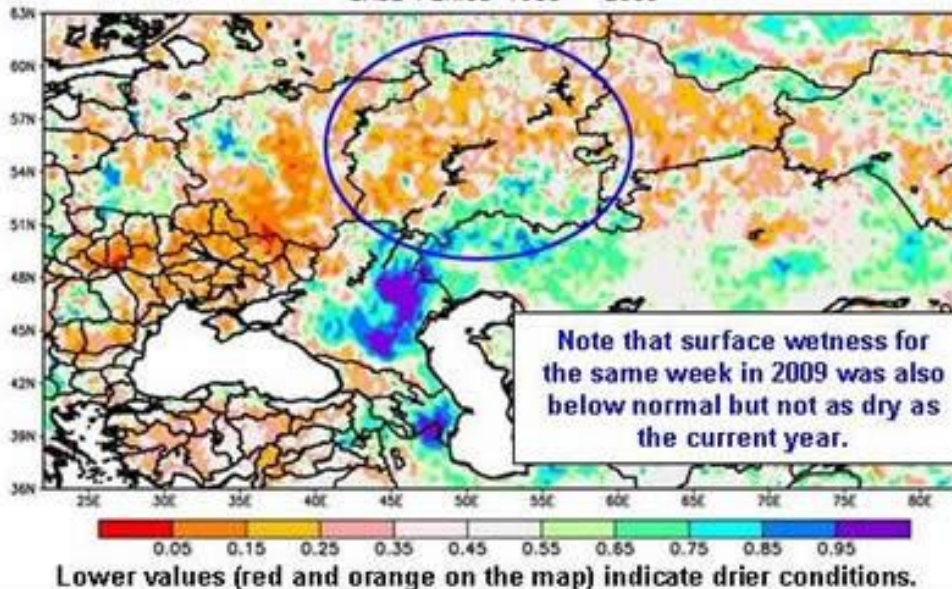 63N
60N
57N
54N
51N
48N
45N
42N
39N
36N
Note that surface wetness for
the same week in 2009 was also
below normal but not as dry as
the current year.
25E 30E 35E 40E 45E 50E 55E 60E 65E 70E 75E 80E
0.05 0.15 0.25 0.35 0.45 0.55 0.65 0.75 0.85 0.95
Lower values (red and orange on the map) indicate drier conditions.